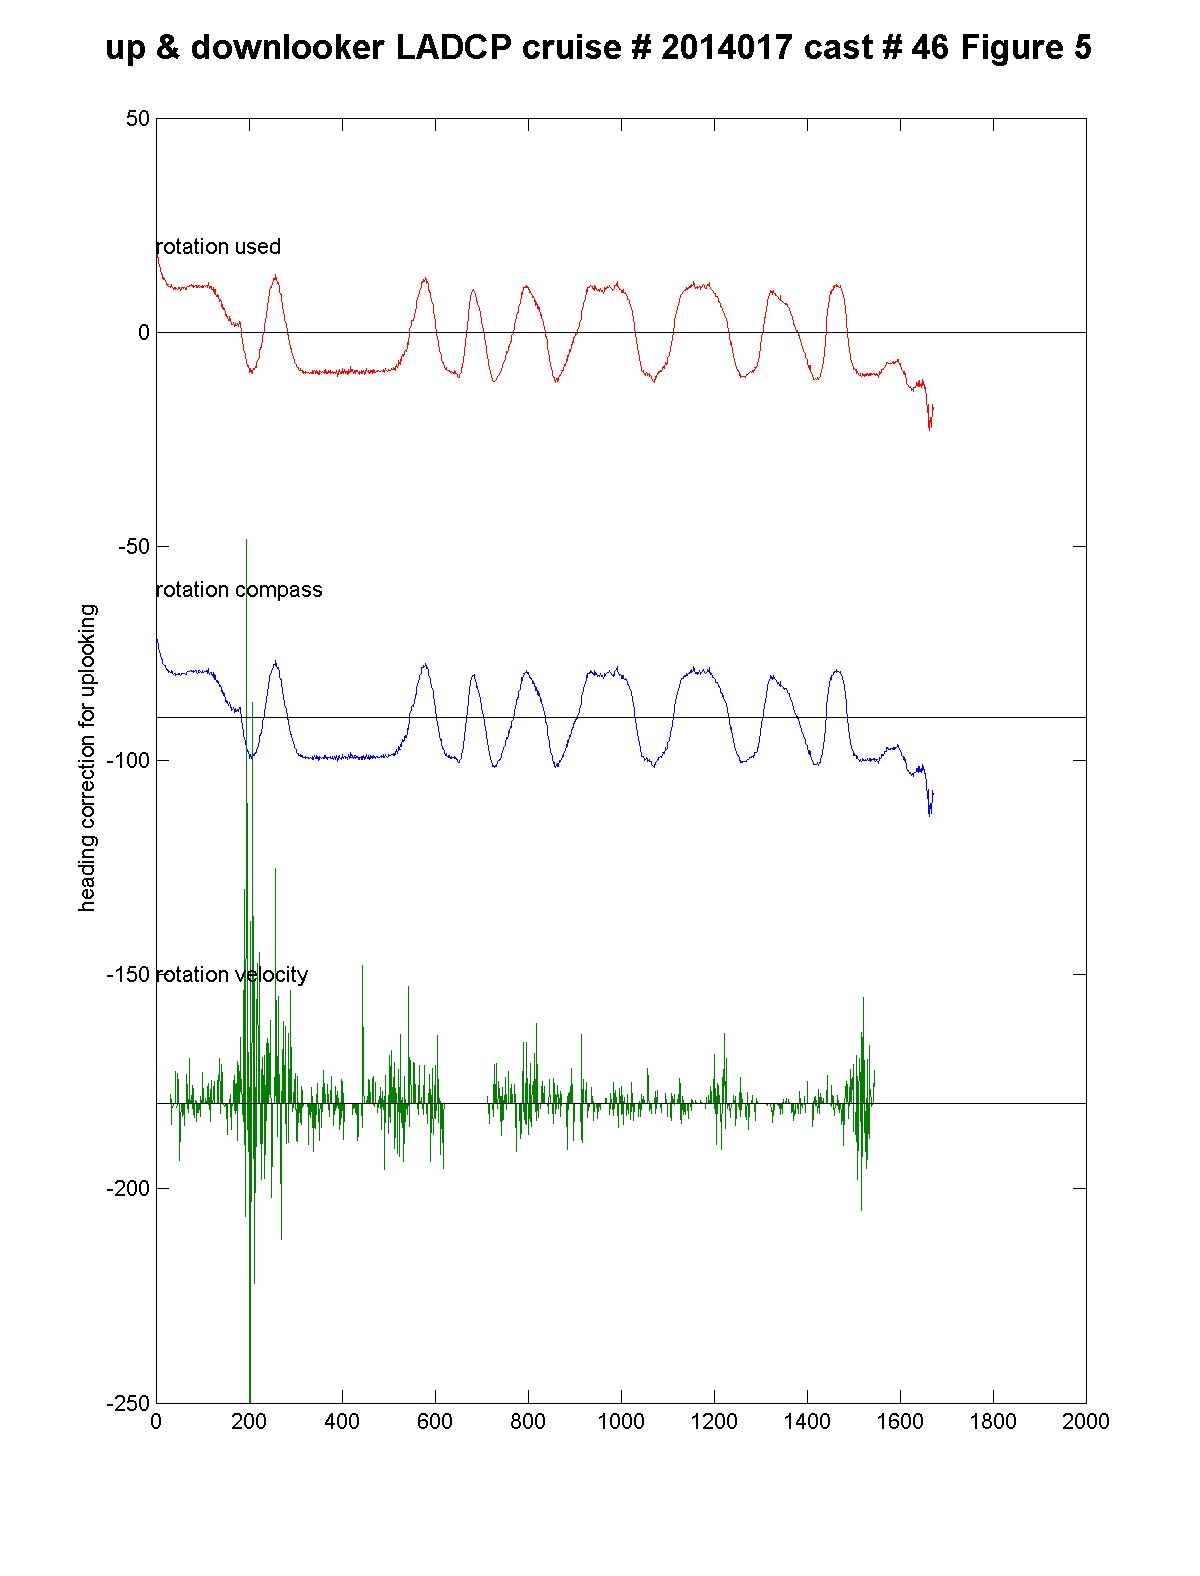 up & downlooker LADCP cruise # 2014017 cast # 46 Figure 5
50
rotation used
0
-50
rotation compass
heading correction for uplooking
-100
-150
rotation velocity
-200
-250
0 200 400 600 800 1000 1200 1400 1600 1800 2000